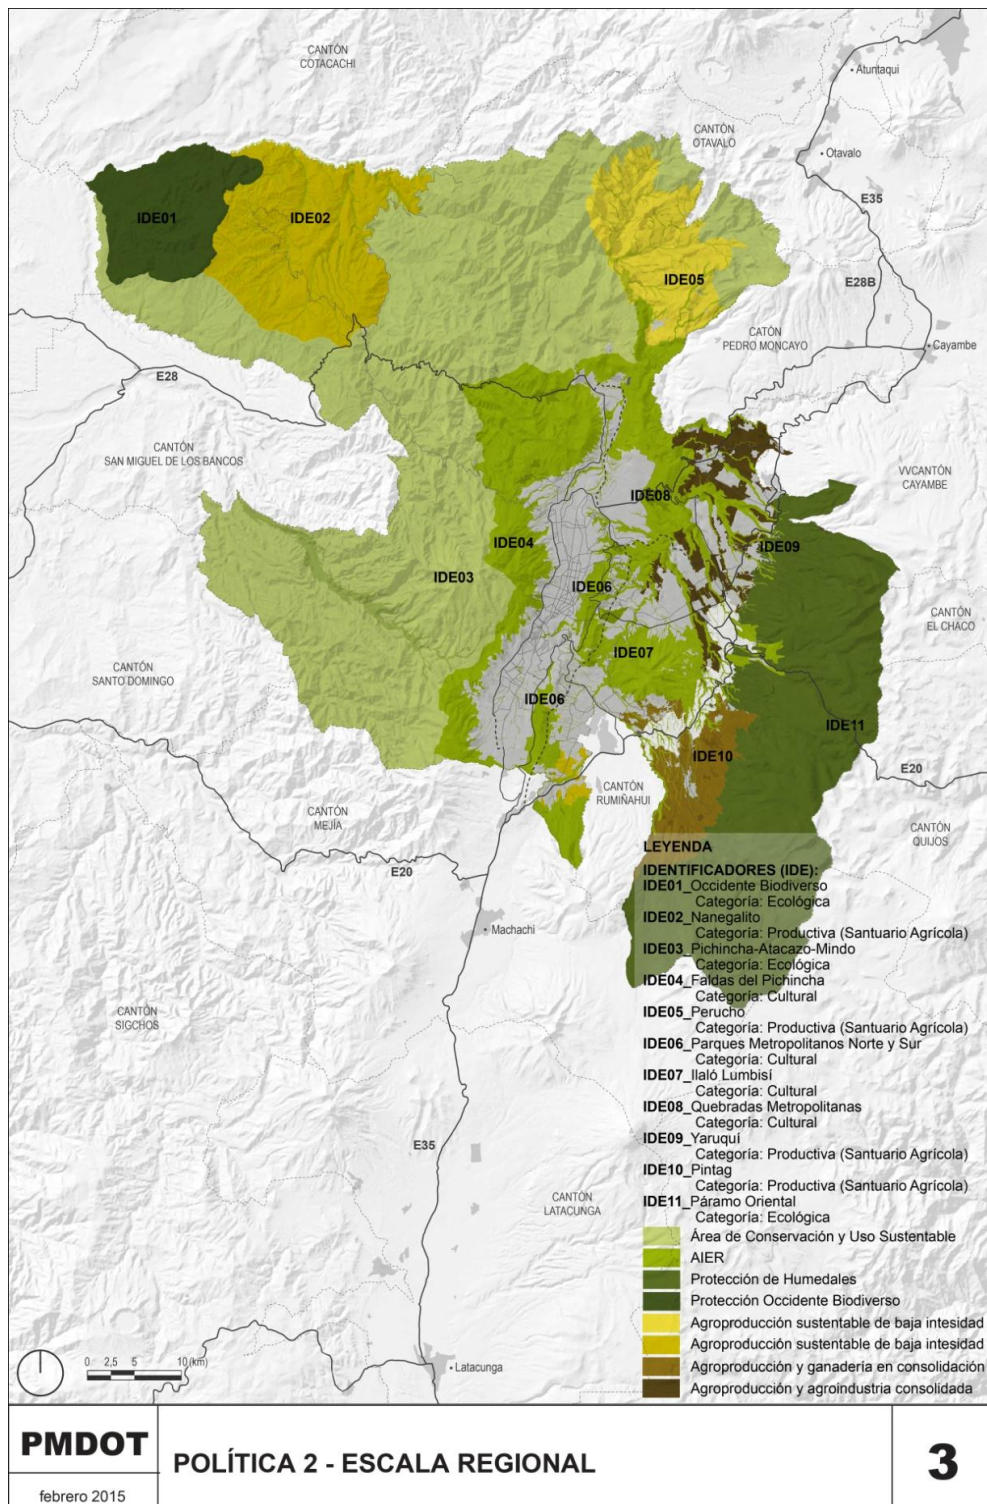 CANTÓN
COTACACHI
Atuntaqui
CANTÓN
OTAVALO
Otavalo
E35
IDE01
IDE02
IDE05
E28B
CATÓN
PEDRO MONCAYO
Cayambe
E28
CANTÓN
SAN MIGUEL DE LOS BANCOS
VVCANTÓN
CAYAMBE
IDE08
IDE04
IDE09
IDE03
IDE06
CANTÓN
EL CHACO
IDE07
CANTÓN
SANTO DOMINGO
IDE06
IDE11
IDE10
E20
CANTÓN
RUMIÑAHUI
CANTÓN
MEJÍA
CANTÓN
QUIJOS
E20
Machachi
CANTÓN
SIGCHOS
E35
CANTÓN
LATACUNGA
Latacunga
LEYENDA
IDENTIFICADORES (IDE):
IDE01_Occidente Biodiverso
Categoría: Ecológica
IDE02_Nanegalito
Categoría: Productiva (Santuario Agrícola)
IDE03_Pichincha-Atacazo-Mindo
Categoría: Ecológica
IDE04_Faldas del Pichincha
Categoría: Cultural
IDE05_Perucho
Categoría: Productiva (Santuario Agrícola)
IDE06_Parques Metropolitanos Norte y Sur
Categoría: Cultural
IDE07_Ilaló Lumbisí
Categoría: Cultural
IDE08_Quebradas Metropolitanas
Categoría: Cultural
IDE09_Yaruquí
Categoría: Productiva (Santuario Agrícola)
IDE10_Pintag
Categoría: Productiva (Santuario Agrícola)
IDE11_Páramo Oriental
Categoría: Ecológica
Área de Conservación y Uso Sustentable
AIER
Protección de Humedales
Protección Occidente Biodiverso
Agroproducción sustentable de baja intesidad
Agroproducción sustentable de baja intesidad
Agroproducción y ganadería en consolidación
Agroproducción y agroindustria consolidada
0 2,5 5 10 (km)
PMDOT
febrero 2015
POLÍTICA 2 - ESCALA REGIONAL
3